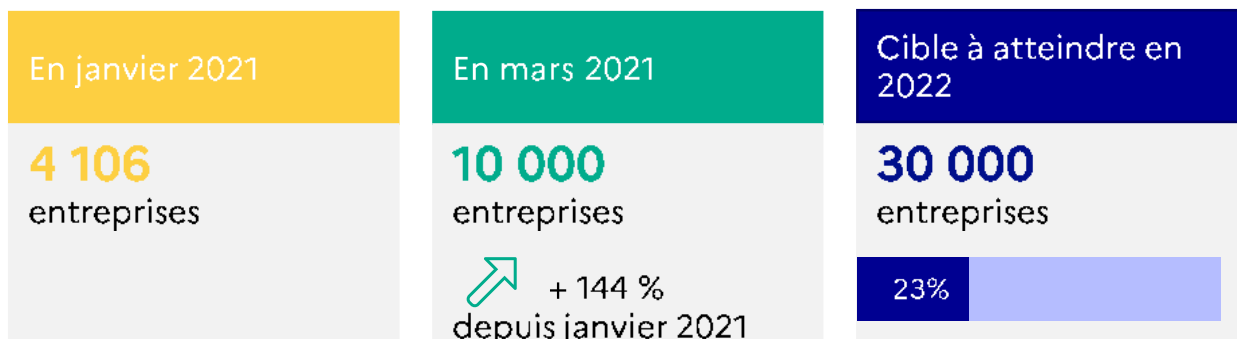 En janvier 2021
4 106
entreprises
En mars 2021
10 000
entreprises
+ 144 %
depuis janvier 2021
Cible à atteindre en
2022
30 000
entreprises
23%